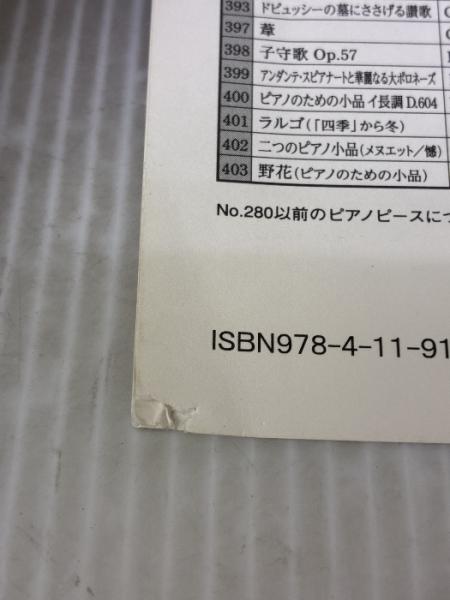 393 ドビュッシーの墓にささげる讃歌
397 葦
398 子守歌 Op.57
399 アンダンテ・スピアナートと華麗なる大ポロネーズ
400 ピアノのための小品 イ長調 D.604
401 ラルゴ(「四季」から冬)
402 二つのピアノ小品(メヌエット/憾)
403 野花(ピアノのための小品)
No.280以前のピアノピースにつ
ISBN978-4-11-91